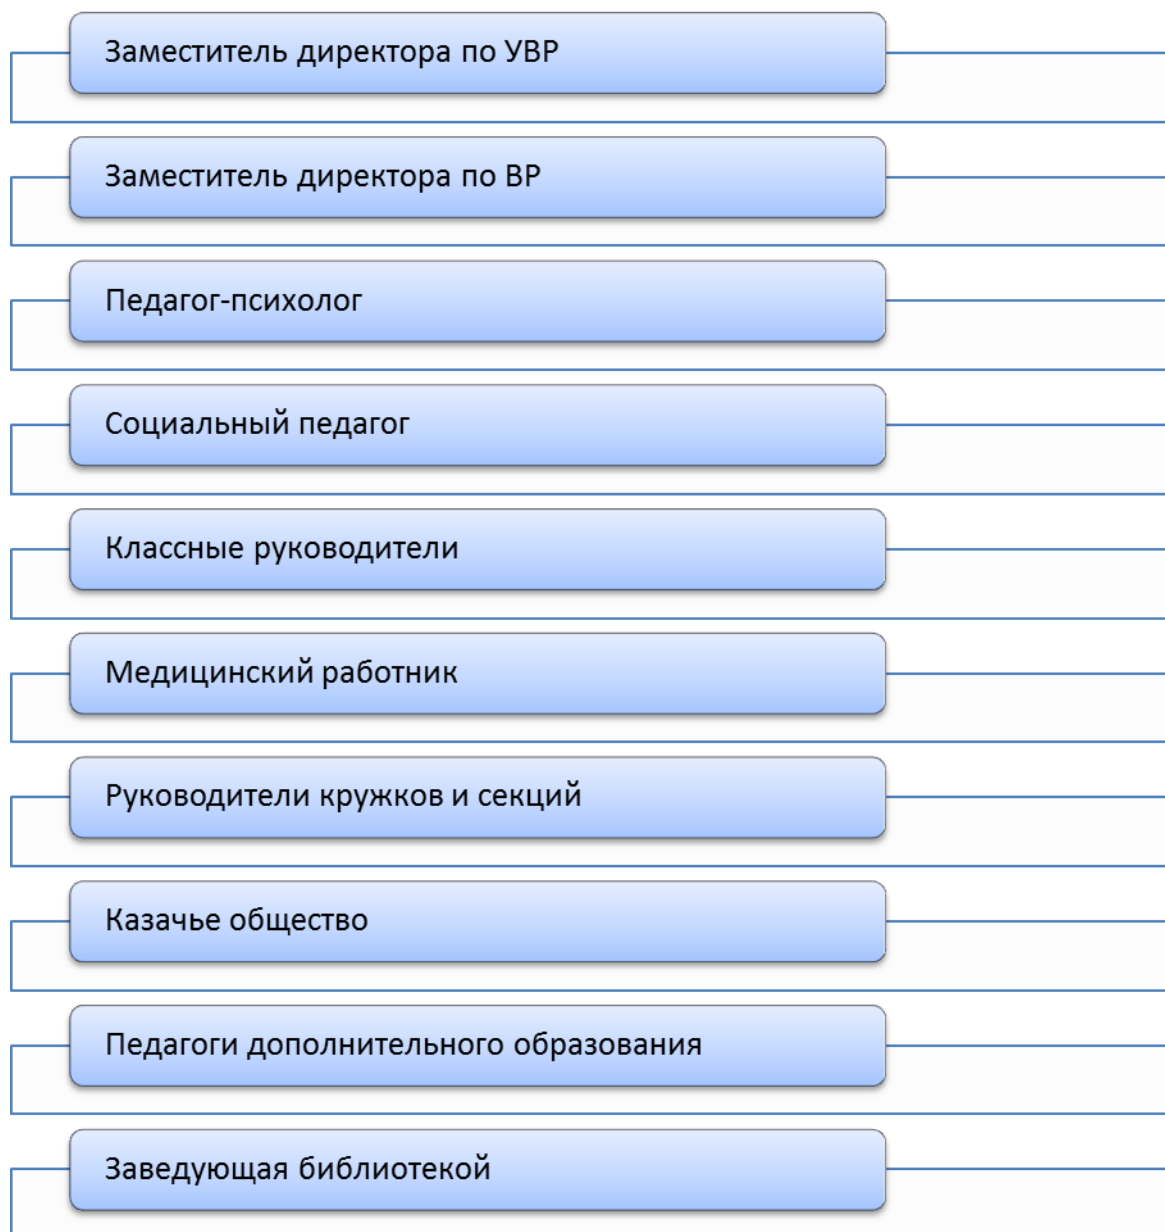 Заместитель директора по УВР
Заместитель директора по ВР
Педагог-психолог
Социальный педагог
Классные руководители
Медицинский работник
Руководители кружков и секций
Казачье общество
Педагоги дополнительного образования
Заведующая библиотекой